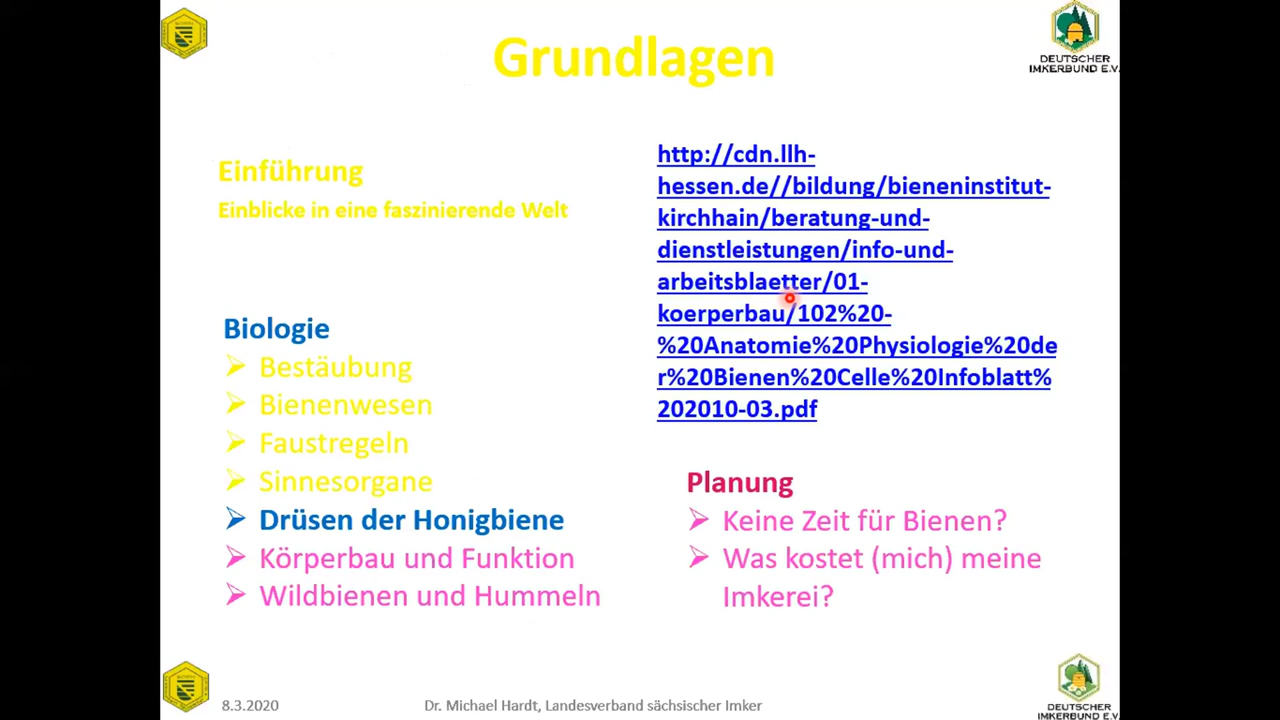 Grundlagen
DEUTSCHER
IMKERBUND E.V.
Einführung
Einblicke in eine faszinierende Welt
http://cdn.llh-
hessen.de//bildung/bieneninstitut-
kirchhain/beratung-und-
dienstleistungen/info-und-
arbeitsblaetter/01-
koerperbau/102%20-
%20Anatomie%20Physiologie%20de
r%20Bienen%20Celle%20Infoblatt%
202010-03.pdf
Biologie
Bestäubung
Bienenwesen
Faustregeln
Sinnesorgane
Drüsen der Honigbiene
Körperbau und Funktion
Wildbienen und Hummeln
Planung
Keine Zeit für Bienen?
Was kostet (mich) meine
Imkerei?
8.3.2020
Dr. Michael Hardt, Landesverband sächsischer Imker
DEUTSCHER
IMKERBUND E.V.